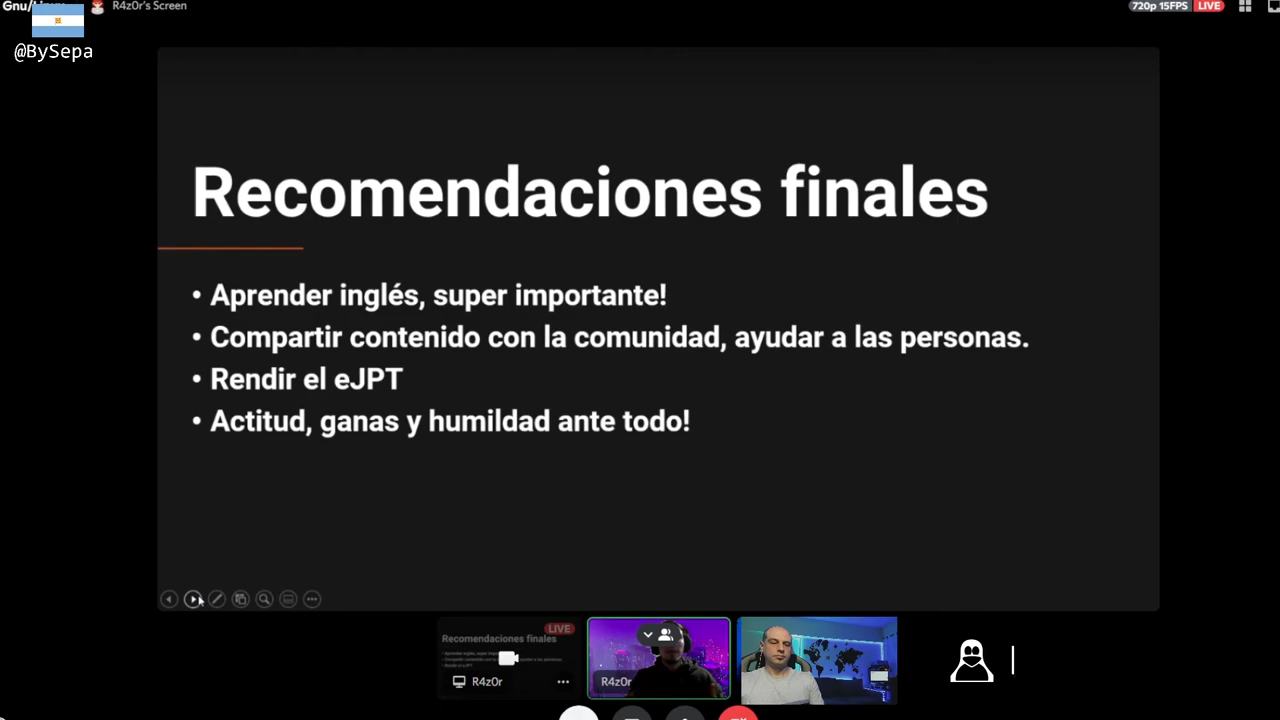 Gnu/Linux
R4z0r's Screen
720p 15FPS LIVE
@BySepa
Recomendaciones finales
• Aprender inglés, super importante!
• Compartir contenido con la comunidad, ayudar a las personas.
• Rendir el eJPT
• Actitud, ganas y humildad ante todo!
LIVE
Recomendaciones finales
R4z0r
R4z0r